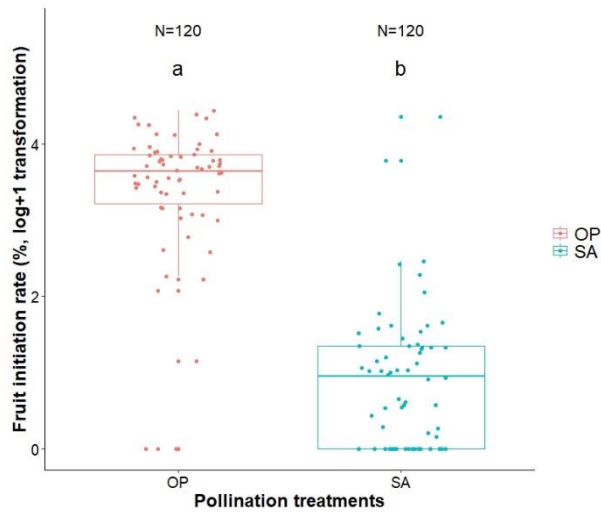 N=120 N=120
a b
4
2
0
Fruit initiation rate (%, log+1 transformation)
OP
SA
OP SA
Pollination treatments